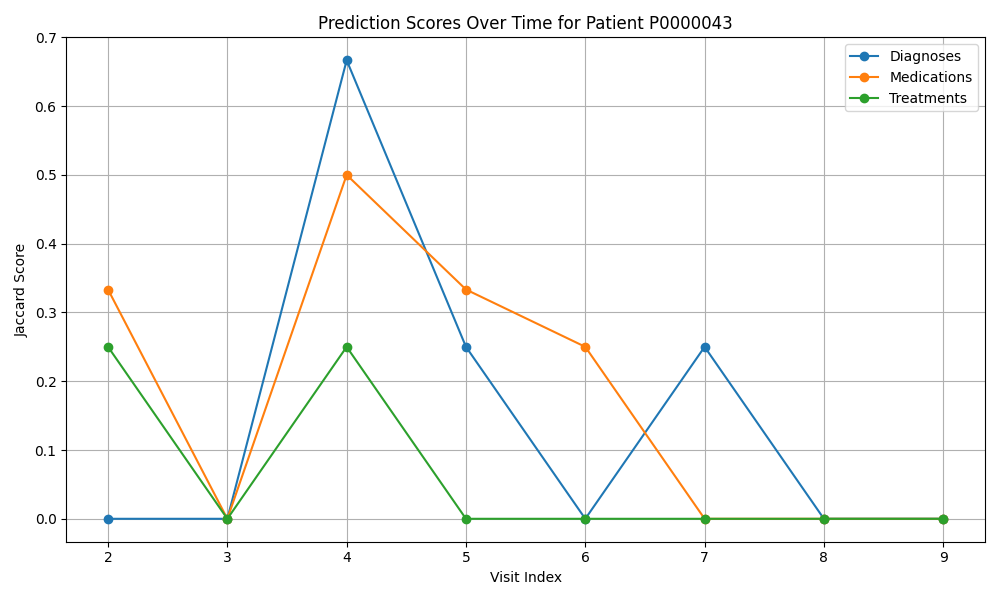 Prediction Scores Over Time for Patient P0000043
0.7
0.6
0.5
0.4
0.3
0.2
0.1
0.0
Jaccard Score
Diagnoses
Medications
Treatments
2 3 4 5 6 7 8 9
Visit Index